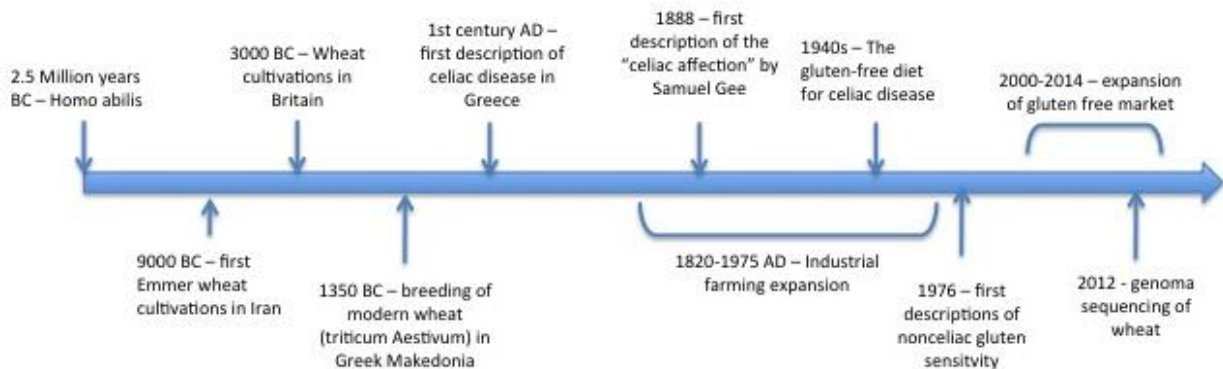 2.5 Million years
BC – Homo abilis
3000 BC – Wheat
cultivations in
Britain
1st century AD –
first description of
celiac disease in
Greece
1888 – first
description of the
“celiac affection” by
Samuel Gee
1940s – The
gluten-free diet
for celiac disease
2000-2014 – expansion
of gluten free market
9000 BC – first
Emmer wheat
cultivations in Iran
1350 BC – breeding of
modern wheat
(triticum Aestivum) in
Greek Makedonia
1820-1975 AD – Industrial
farming expansion
1976 – first
descriptions of
nonceliac gluten
sensitvity
2012 - genoma
sequencing of
wheat